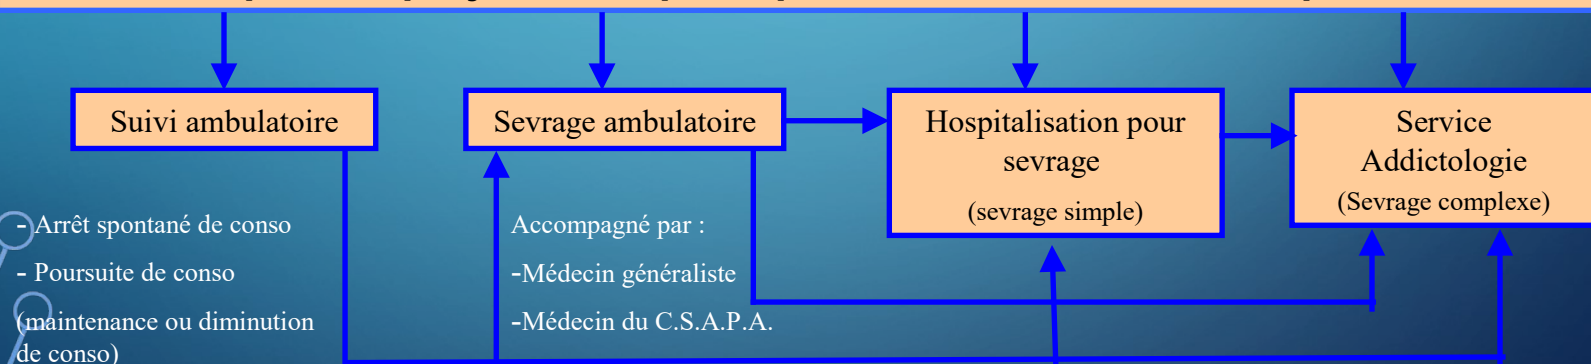 Suivi ambulatoire
Sevrage ambulatoire
Hospitalisation pour
sevrage
(sevrage simple)
Service
Addictologie
(Sevrage complexe)
- Arrêt spontané de conso
- Poursuite de conso
(maintenance ou diminution
de conso)
Accompagné par :
-Médecin généraliste
-Médecin du C.S.A.P.A.